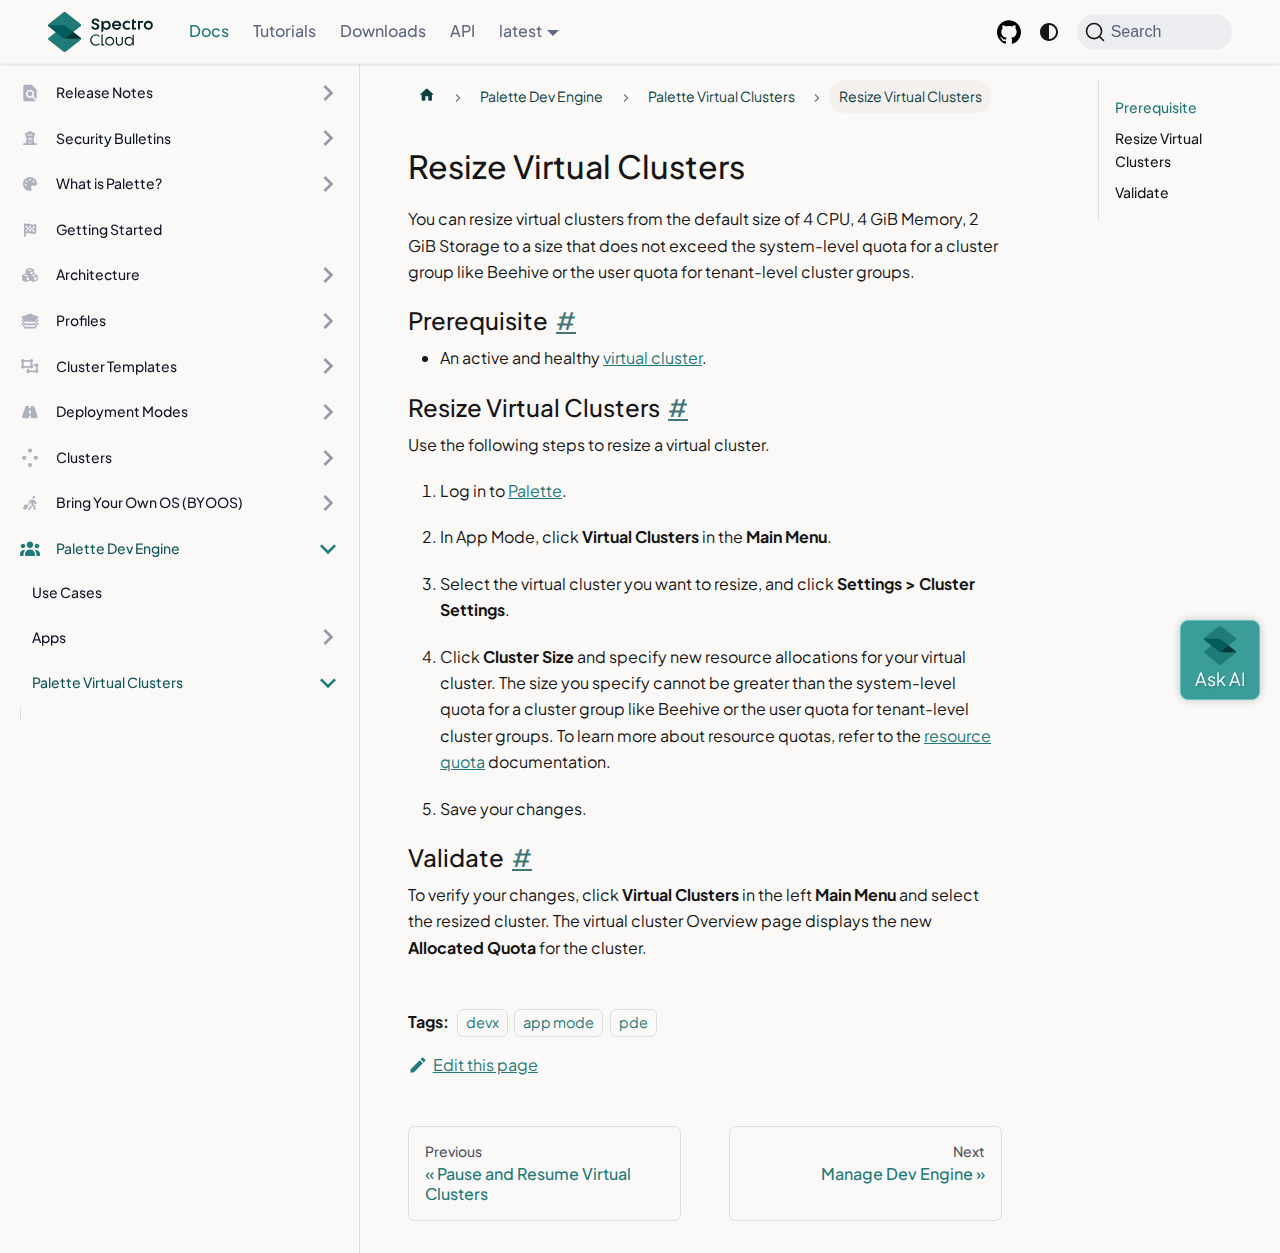 Spectro
Cloud
Docs
Tutorials
Downloads
API
latest
Search
Release Notes
Security Bulletins
What is Palette?
Getting Started
Architecture
Profiles
Cluster Templates
Deployment Modes
Clusters
Bring Your Own OS (BYOOS)
Palette Dev Engine
Use Cases
Apps
Palette Virtual Clusters
Palette Dev Engine
Palette Virtual Clusters
Resize Virtual Clusters
Resize Virtual Clusters
You can resize virtual clusters from the default size of 4 CPU, 4 GiB Memory, 2
GiB Storage to a size that does not exceed the system-level quota for a cluster
group like Beehive or the user quota for tenant-level cluster groups.
Prerequisite #
• An active and healthy virtual cluster.
Resize Virtual Clusters #
Use the following steps to resize a virtual cluster.
1. Log in to Palette.
2. In App Mode, click Virtual Clusters in the Main Menu.
3. Select the virtual cluster you want to resize, and click Settings > Cluster
Settings.
4. Click Cluster Size and specify new resource allocations for your virtual
cluster. The size you specify cannot be greater than the system-level
quota for a cluster group like Beehive or the user quota for tenant-level
cluster groups. To learn more about resource quotas, refer to the resource
quota documentation.
5. Save your changes.
Validate #
To verify your changes, click Virtual Clusters in the left Main Menu and select
the resized cluster. The virtual cluster Overview page displays the new
Allocated Quota for the cluster.
Tags: devx app mode pde
Edit this page
Previous
« Pause and Resume Virtual
Clusters
Next
Manage Dev Engine »
Prerequisite
Resize Virtual
Clusters
Validate
Ask AI